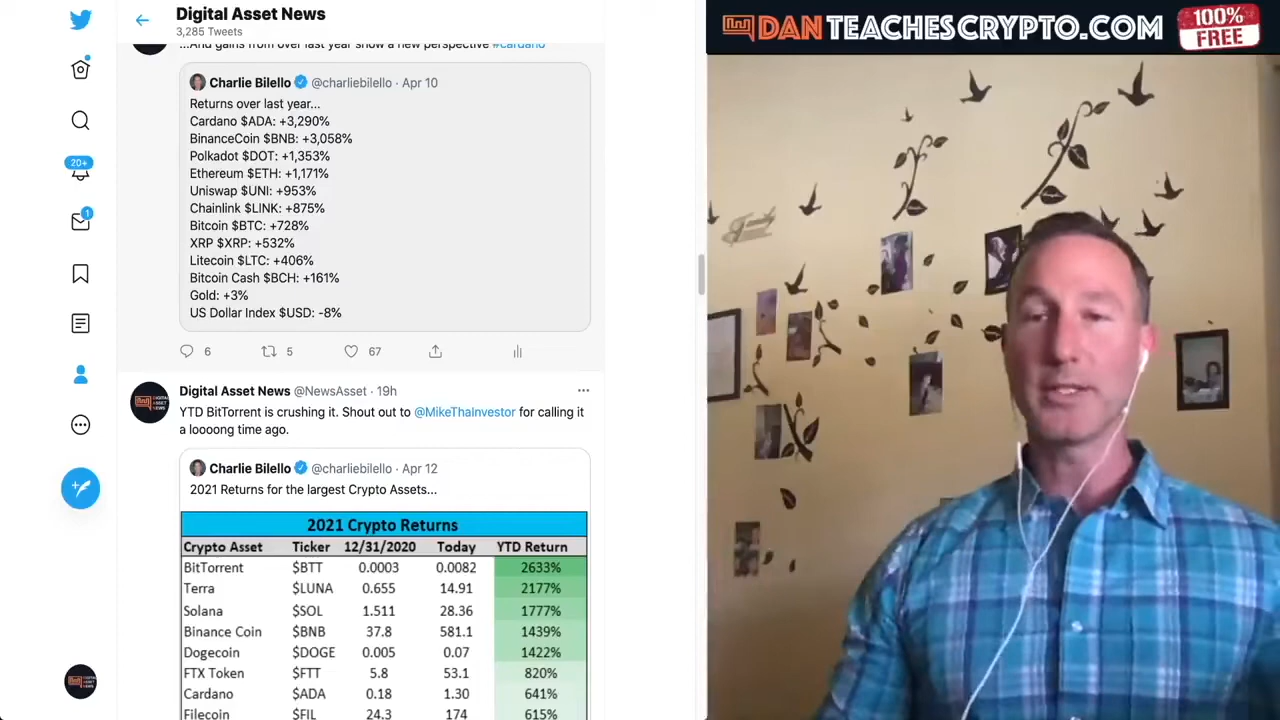 Digital Asset News
3,285 Tweets
...And gains from over last year show a new perspective #cardano
Charlie Bilello @charliebilello · Apr 10
Returns over last year...
Cardano $ADA: +3,290%
BinanceCoin $BNB: +3,058%
Polkadot $DOT: +1,353%
Ethereum $ETH: +1,171%
Uniswap $UNI: +953%
Chainlink $LINK: +875%
Bitcoin $BTC: +728%
XRP $XRP: +532%
Litecoin $LTC: +406%
Bitcoin Cash $BCH: +161%
Gold: +3%
US Dollar Index $USD: -8%
6 5 67
Digital Asset News @NewsAsset · 19h
YTD BitTorrent is crushing it. Shout out to @MikeThaInvestor for calling it
a loooong time ago.
Charlie Bilello @charliebilello · Apr 12
2021 Returns for the largest Crypto Assets...
2021 Crypto Returns
Crypto Asset Ticker 12/31/2020 Today YTD Return
BitTorrent $BTT 0.0003 0.0082 2633%
Terra $LUNA 0.655 14.91 2177%
Solana $SOL 1.511 28.36 1777%
Binance Coin $BNB 37.8 581.1 1439%
Dogecoin $DOGE 0.005 0.07 1422%
FTX Token $FTT 5.8 53.1 820%
Cardano $ADA 0.18 1.30 641%
Filecoin $FIL 24.3 174 615%
20+
1
DAN TEACHES CRYPTO.COM
100%
FREE